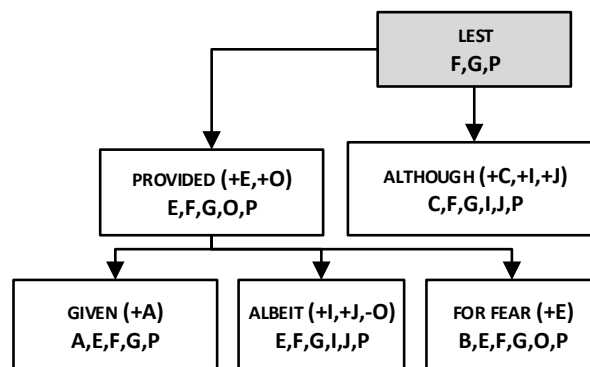 LEST
F,G,P
PROVIDED (+E,+O)
E,F,G,O,P
ALTHOUGH (+C,+I,+J)
C,F,G,I,J,P
GIVEN (+A)
A,E,F,G,P
ALBEIT (+I,+J,-O)
E,F,G,I,J,P
FOR FEAR (+E)
B,E,F,G,O,P